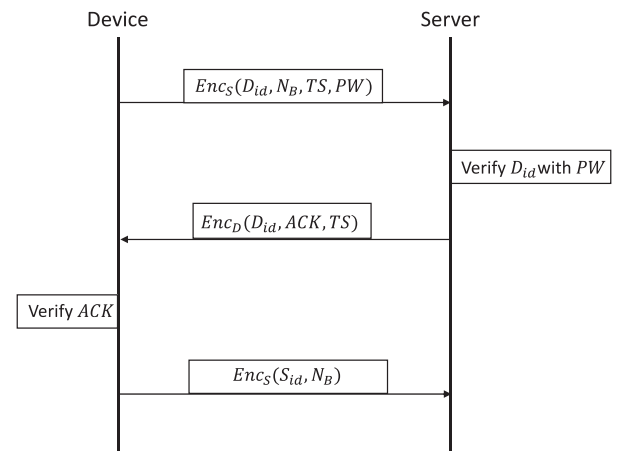 Device
Server
Enc_S(D_id, N_B, TS, PW)
Verify D_id with PW
Enc_D(D_id, ACK, TS)
Verify ACK
Enc_S(S_id, N_B)